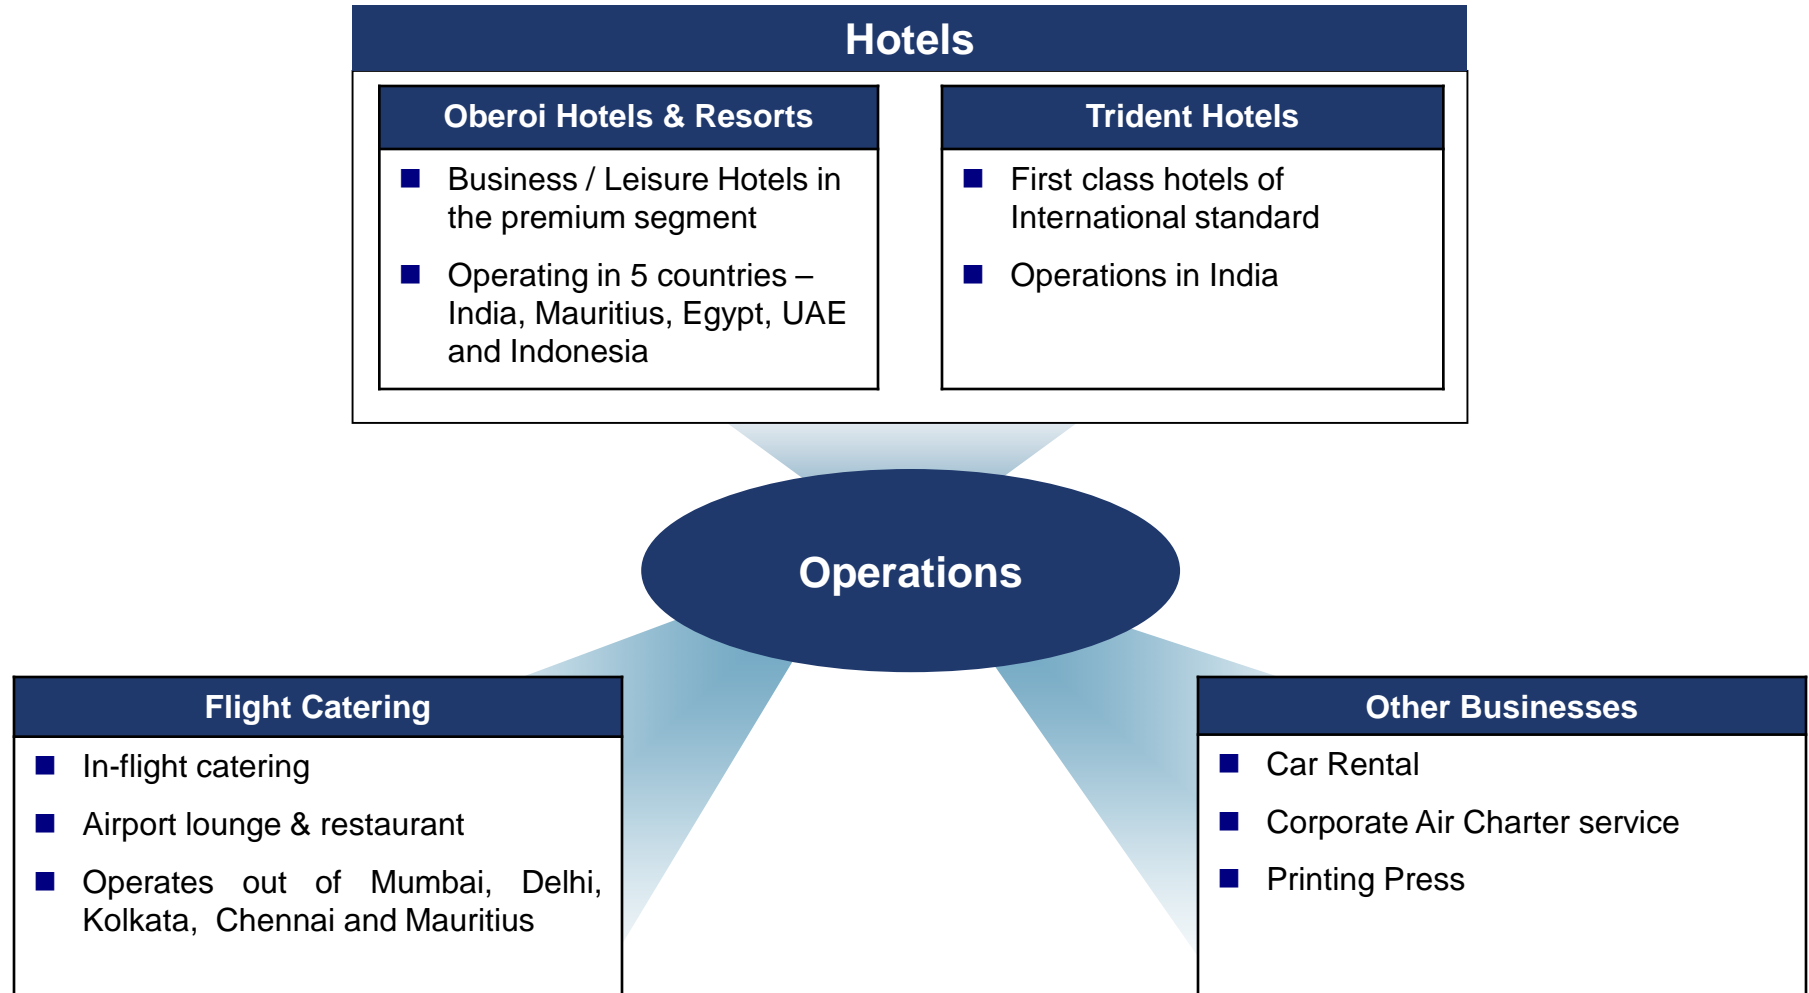 Hotels
Oberoi Hotels & Resorts
Business / Leisure Hotels in
the premium segment
Operating in 5 countries –
India, Mauritius, Egypt, UAE
and Indonesia
Trident Hotels
First class hotels of
International standard
Operations in India
Operations
Flight Catering
In-flight catering
Airport lounge & restaurant
Operates out of Mumbai, Delhi,
Kolkata, Chennai and Mauritius
Other Businesses
Car Rental
Corporate Air Charter service
Printing Press